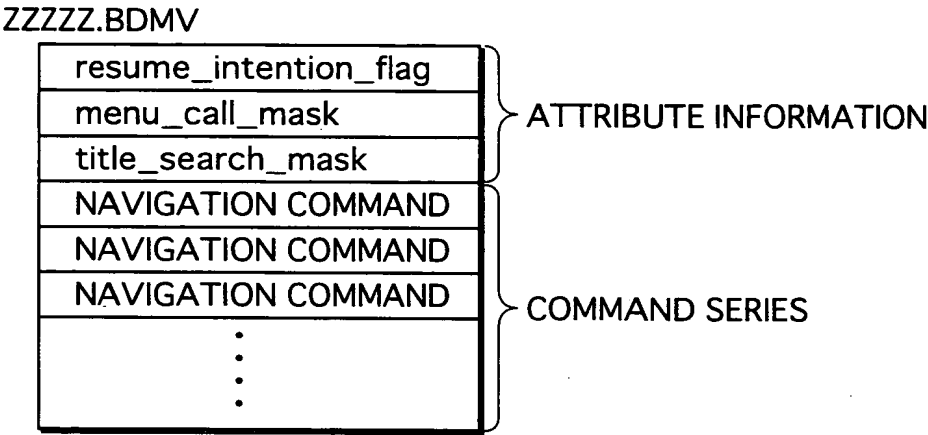 ZZZZZ.BDMV
resume_intention_flag
menu_call_mask
title_search_mask
ATTRIBUTE INFORMATION
NAVIGATION COMMAND
NAVIGATION COMMAND
NAVIGATION COMMAND
COMMAND SERIES